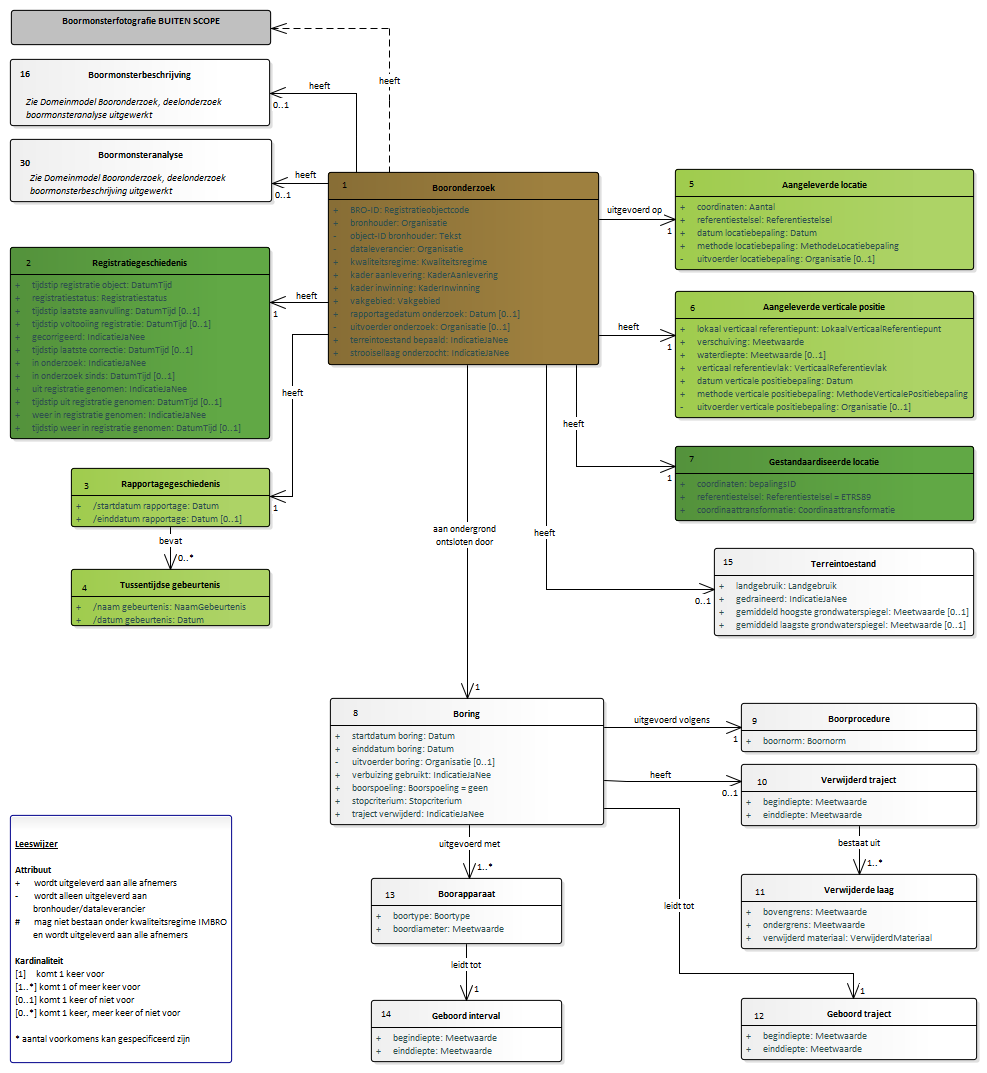 Boormonsterfotografie BUITEN SCOPE
heeft
16
Boormonsterbeschrijving
Zie Domeinmodel Booronderzoek, deelonderzoek
boormonsteranalyse uitgewerkt
heeft
0..1
30
Boormonsteranalyse
Zie Domeinmodel Booronderzoek, deelonderzoek
boormonsterbeschrijving uitgewerkt
heeft
0..1
1
Booronderzoek
+ BRO-ID: Registratieobjectcode
+ bronhouder: Organisatie
- object-ID bronhouder: Tekst
- dataleverancier: Organisatie
+ kwaliteitsregime: Kwaliteitsregime
+ kader aanlevering: KaderAanlevering
+ kader inwinning: KaderInwinning
+ vakgebied: Vakgebied
+ rapportagedatum onderzoek: Datum [0..1]
- uitvoerder onderzoek: Organisatie [0..1]
+ terreintoestand bepaald: IndicatieJaNee
+ strooisellaag onderzocht: IndicatieJaNee
uitgevoerd op
1
5
Aangeleverde locatie
+ coordinaten: Aantal
+ referentiestelsel: Referentiestelsel
+ datum locatiebepaling: Datum
+ methode locatiebepaling: MethodeLocatiebepaling
- uitvoerder locatiebepaling: Organisatie [0..1]
2
Registratiegeschiedenis
+ tijdstip registratie object: DatumTijd
+ registratiestatus: Registratiestatus
+ tijdstip laatste aanvulling: DatumTijd [0..1]
+ tijdstip voltooiing registratie: DatumTijd [0..1]
+ gecorrigeerd: IndicatieJaNee
+ tijdstip laatste correctie: DatumTijd [0..1]
+ in onderzoek: IndicatieJaNee
+ in onderzoek sinds: DatumTijd [0..1]
+ uit registratie genomen: IndicatieJaNee
+ tijdstip uit registratie genomen: DatumTijd [0..1]
+ weer in registratie genomen: IndicatieJaNee
+ tijdstip weer in registratie genomen: DatumTijd [0..1]
heeft
1
heeft
1
6
Aangeleverde verticale positie
+ lokaal verticaal referentiepunt: LokaalVerticaalReferentiepunt
+ verschuiving: Meetwaarde
+ waterdiepte: Meetwaarde [0..1]
+ verticaal referentievlak: VerticaalReferentievlak
+ datum verticale positiebepaling: Datum
+ methode verticale positiebepaling: MethodeVerticalePositiebepaling
- uitvoerder verticale positiebepaling: Organisatie [0..1]
heeft
1
heeft
1
7
Gestandaardiseerde locatie
+ coordinaten: bepalingsID
+ referentiestelsel: Referentiestelsel = ETRS89
+ coordinaattransformatie: Coordinaattransformatie
3
Rapportagegeschiedenis
+ /startdatum rapportage: Datum
+ /einddatum rapportage: Datum [0..1]
bevat
0..*
4
Tussentijdse gebeurtenis
+ /naam gebeurtenis: NaamGebeurtenis
+ /datum gebeurtenis: Datum
aan ondergrond
ontsloten door
1
heeft
0..1
15
Terreintoestand
+ landgebruik: Landgebruik
+ gedraineerd: IndicatieJaNee
+ gemiddeld hoogste grondwaterspiegel: Meetwaarde [0..1]
+ gemiddeld laagste grondwaterspiegel: Meetwaarde [0..1]
8
Boring
+ startdatum boring: Datum
+ einddatum boring: Datum
- uitvoerder boring: Organisatie [0..1]
+ verbuizing gebruikt: IndicatieJaNee
+ boorspoeling: Boorspoeling = geen
+ stopcriterium: Stopcriterium
+ traject verwijderd: IndicatieJaNee
uitgevoerd volgens
1
9
Boorprocedure
+ boornorm: Boornorm
heeft
0..1
10
Verwijderd traject
+ begindiepte: Meetwaarde
+ einddiepte: Meetwaarde
bestaat uit
1..*
11
Verwijderde laag
+ bovengrens: Meetwaarde
+ ondergrens: Meetwaarde
+ verwijderd materiaal: VerwijderdMateriaal
uitgevoerd met
1..*
13
Boorapparaat
+ boortype: Boortype
+ boordiameter: Meetwaarde
leidt tot
1
14
Geboord interval
+ begindiepte: Meetwaarde
+ einddiepte: Meetwaarde
leidt tot
1
12
Geboord traject
+ begindiepte: Meetwaarde
+ einddiepte: Meetwaarde
Leeswijzer
Attribuut
+ wordt uitgeleverd aan alle afnemers
- wordt alleen uitgeleverd aan
bronhouder/dataleverancier
# mag niet bestaan onder kwaliteitsregime IMBRO
en wordt uitgeleverd aan alle afnemers
Kardinaliteit
[1] komt 1 keer voor
[1..*] komt 1 of meer keer voor
[0..1] komt 1 keer of niet voor
[0..*] komt 1 keer, meer keer of niet voor
* aantal voorkomens kan gespecificeerd zijn